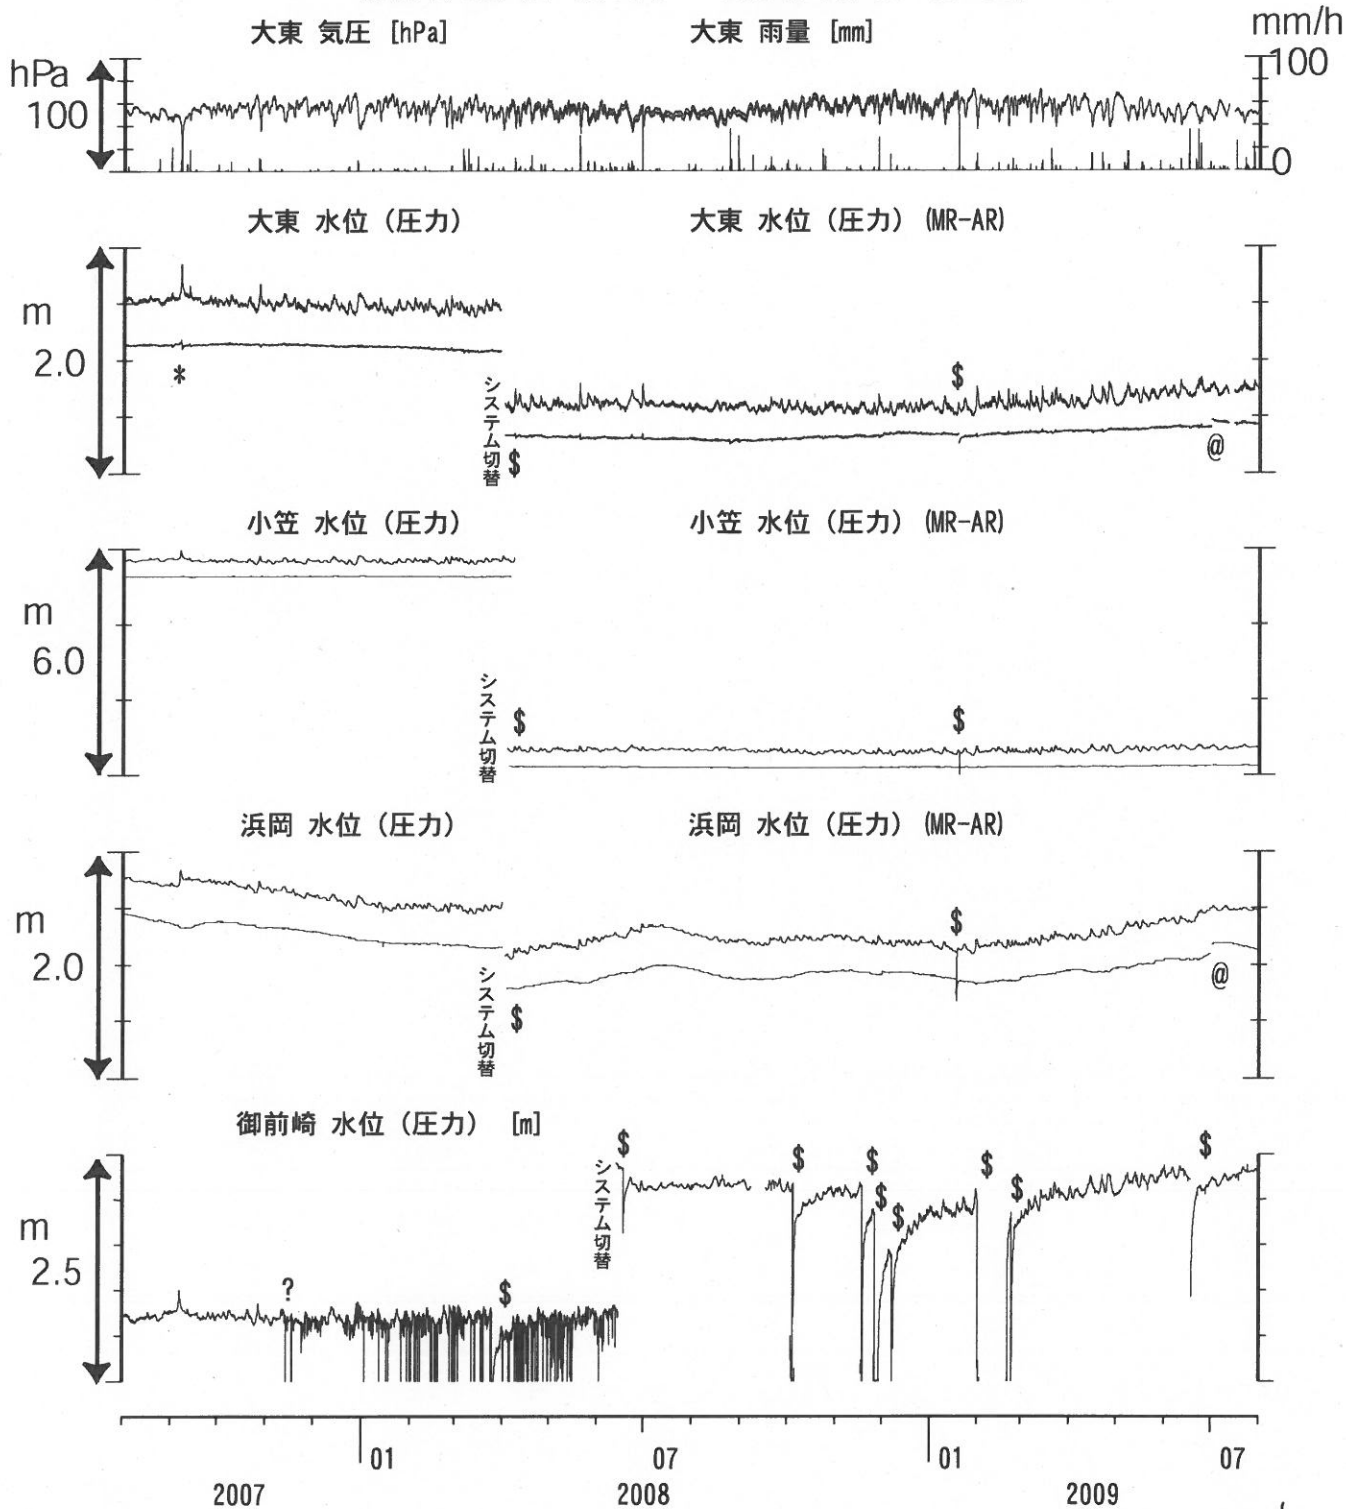 大東 気圧 [hPa] 大東 雨量 [mm] mm/h
hPa 100
100
0
大東 水位（圧力） 大東 水位（圧力）(MR-AR)
m
2.0
*
$
システム切替
$
@
小笠 水位（圧力） 小笠 水位（圧力）(MR-AR)
m
6.0
システム切替
$
$
浜岡 水位（圧力） 浜岡 水位（圧力）(MR-AR)
m
2.0
$
システム切替
$
@
御前崎 水位（圧力） [m]
m
2.5
システム切替
$ $ $ $ $ $ $ $
? $
01 07 01 07
2007 2008 2009